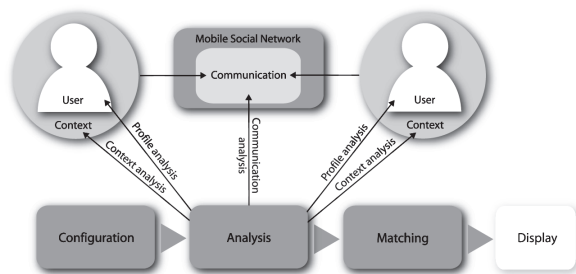 Mobile Social Network
Communication
User
Context
User
Context
Profile analysis
Context analysis
Communication
analysis
Profile analysis
Context analysis
Configuration
Analysis
Matching
Display